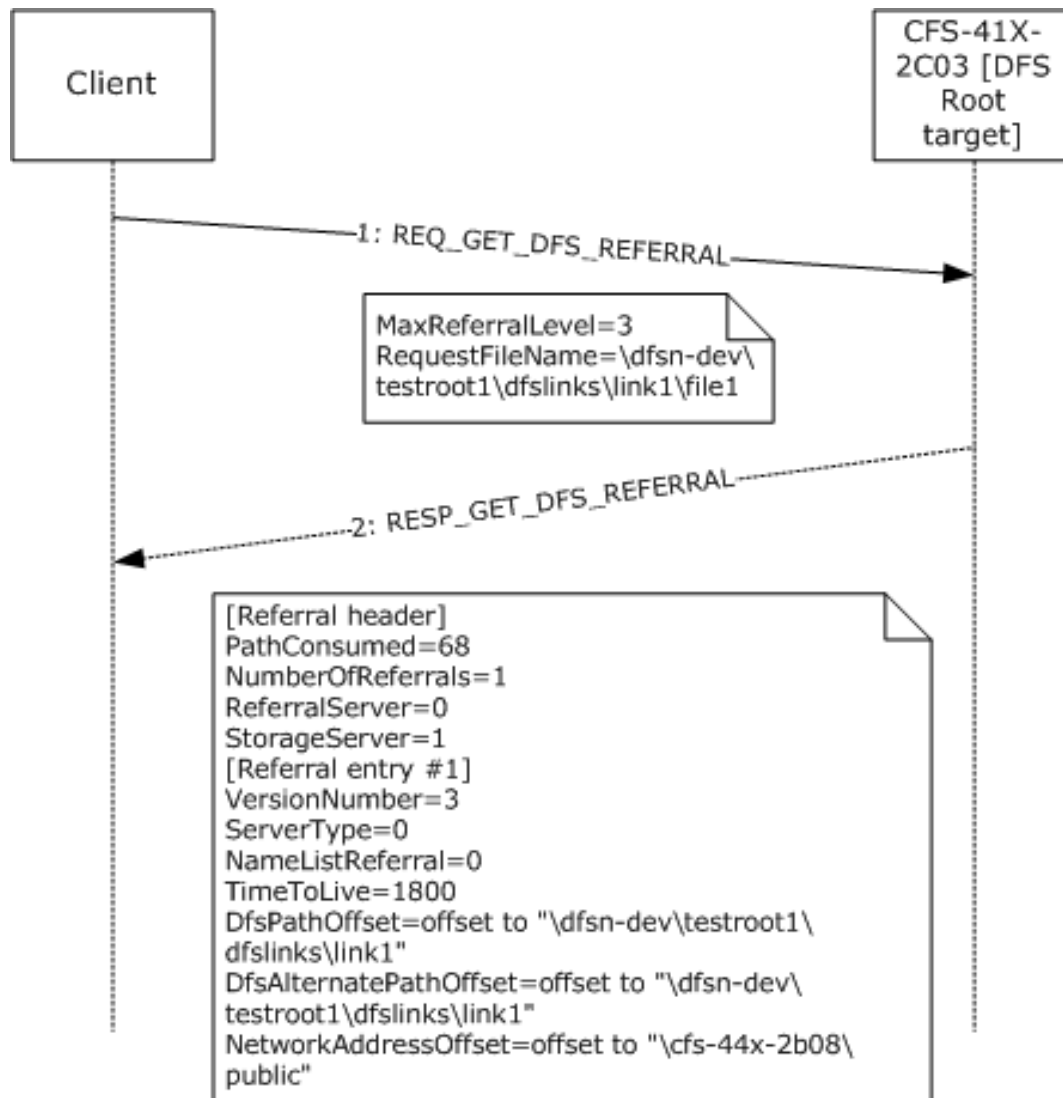 Client
CFS-41X-
2C03 [DFS
Root
target]
1: REQ_GET_DFS_REFERRAL
MaxReferralLevel=3
RequestFileName=\dfsn-dev\
testroot1\dfslinks\link1\file1
2: RESP_GET_DFS_REFERRAL
[Referral header]
PathConsumed=68
NumberOfReferrals=1
ReferralServer=0
StorageServer=1
[Referral entry #1]
VersionNumber=3
ServerType=0
NameListReferral=0
TimeToLive=1800
DfsPathOffset=offset to "\dfsn-dev\testroot1\
dfslinks\link1"
DfsAlternatePathOffset=offset to "\dfsn-dev\
testroot1\dfslinks\link1"
NetworkAddressOffset=offset to "\cfs-44x-2b08\
public"